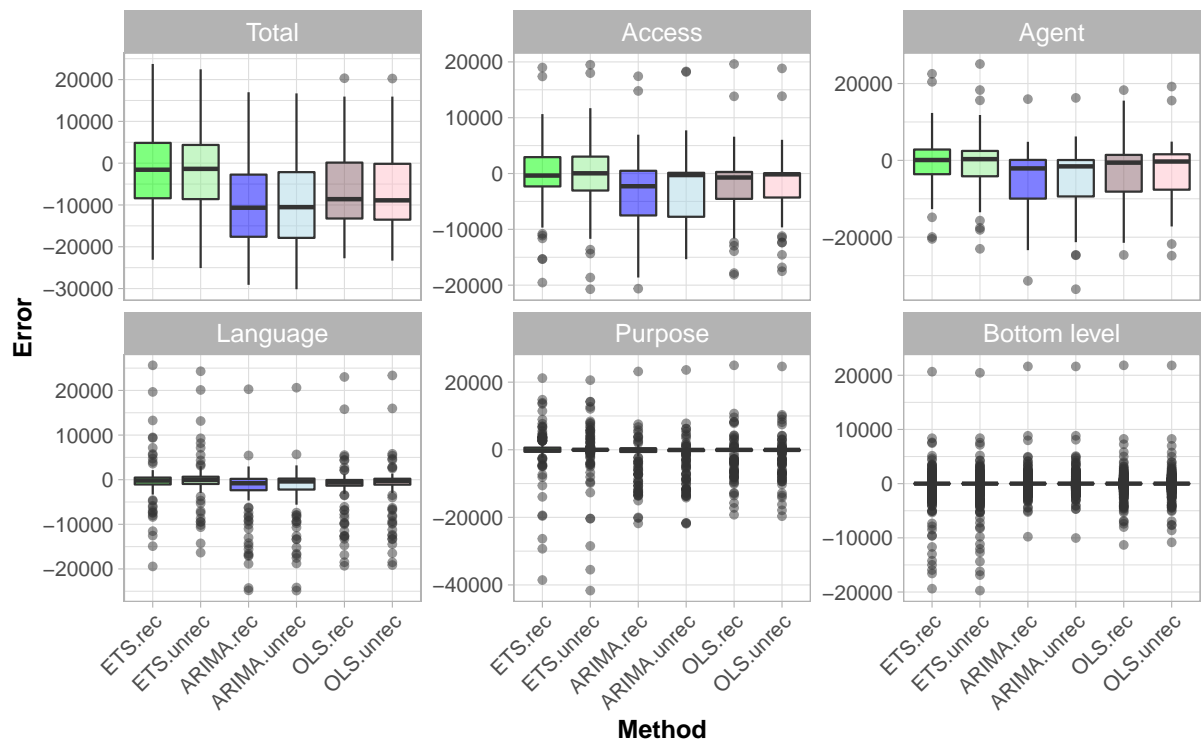 Total
Access
Agent
20000
10000
0
−10000
−20000
−30000
20000
10000
0
−10000
−20000
20000
0
−20000
Error
Language
Purpose
Bottom level
20000
10000
0
−10000
−20000
20000
0
−20000
−40000
20000
10000
0
−10000
−20000
ETS.rec
ETS.unrec
ARIMA.rec
ARIMA.unrec
OLS.rec
OLS.unrec
ETS.rec
ETS.unrec
ARIMA.rec
ARIMA.unrec
OLS.rec
OLS.unrec
ETS.rec
ETS.unrec
ARIMA.rec
ARIMA.unrec
OLS.rec
OLS.unrec
Method